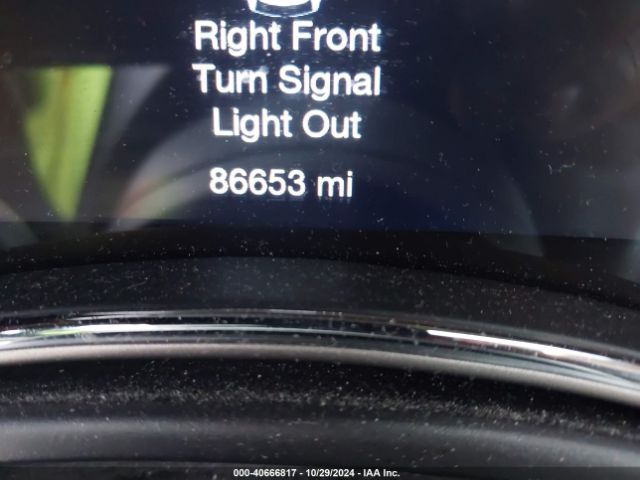 Right Front
Turn Signal
Light Out
86653 mi
000-40666817 - 10/29/2024 - IAA Inc.